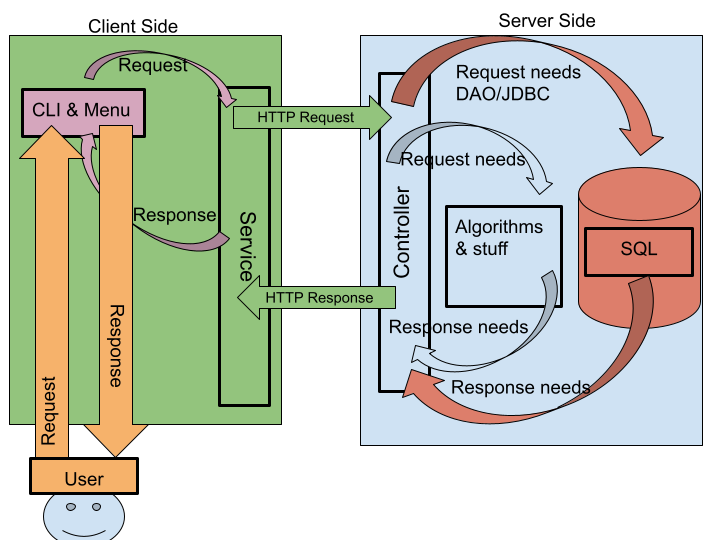 Client Side
Server Side
Request
Request needs
DAO/JDBC
CLI & Menu
HTTP Request
Request needs
Response
Service
Controller
Algorithms
& stuff
SQL
HTTP Response
Response
Response needs
Request
Response needs
User